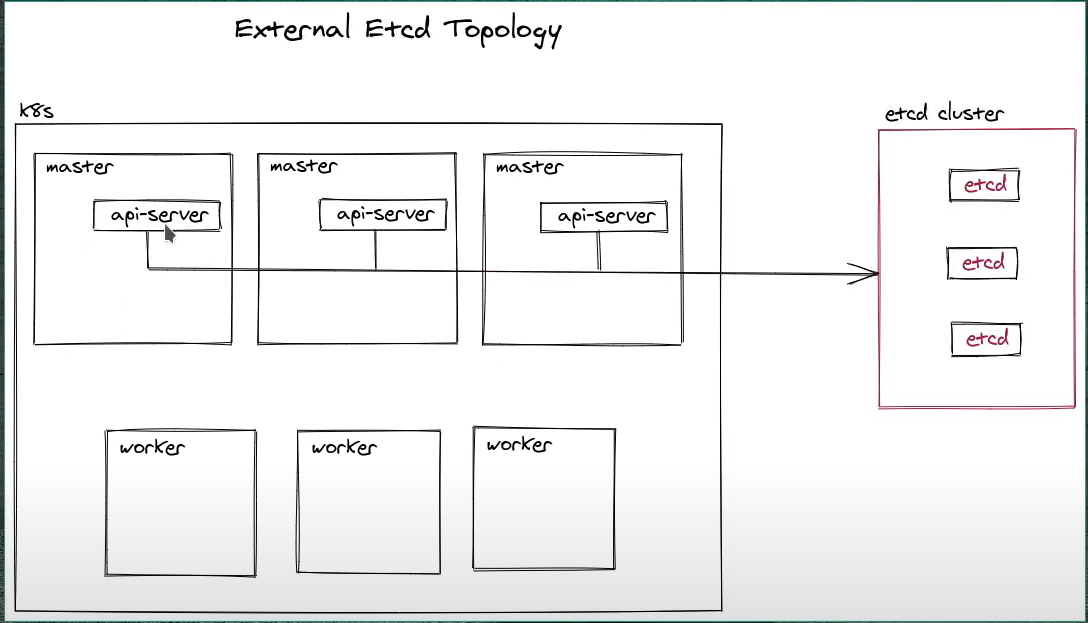 External Etcd Topology
k8s
etcd cluster
master
master
master
api-server
api-server
api-server
etcd
etcd
etcd
worker
worker
worker